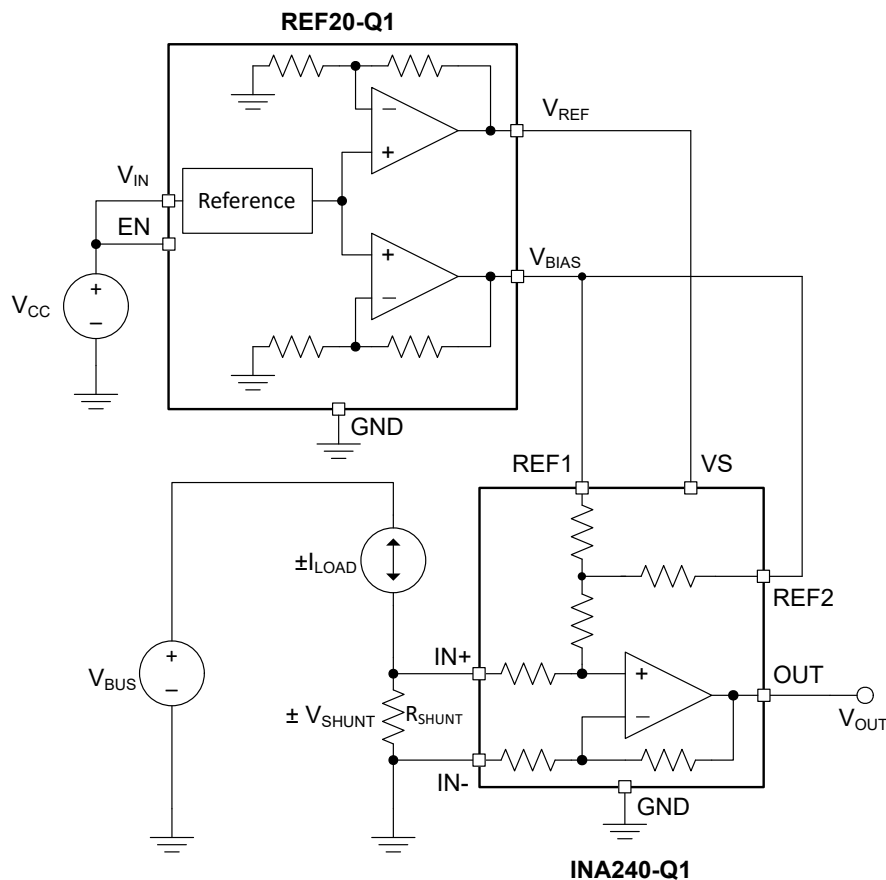 REF20-Q1
V_REF
V_IN
Reference
EN
V_BIAS
V_CC
GND
REF1
VS
±I_LOAD
REF2
IN+
OUT
V_BUS
± V_SHUNT
R_SHUNT
V_OUT
IN-
GND
INA240-Q1